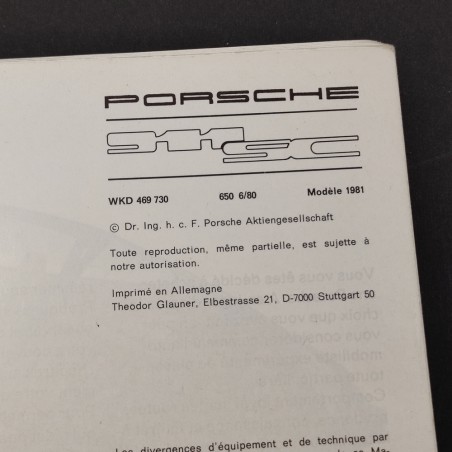 PORSCHE
911 SC
WKD 469 730 650 6/80 Modèle 1981
© Dr. Ing. h. c. F. Porsche Aktiengesellschaft
Toute reproduction, même partielle, est sujette à
notre autorisation.
Imprimé en Allemagne
Theodor Glauner, Elbestrasse 21, D-7000 Stuttgart 50
Les divergences d'équipement et de technique par